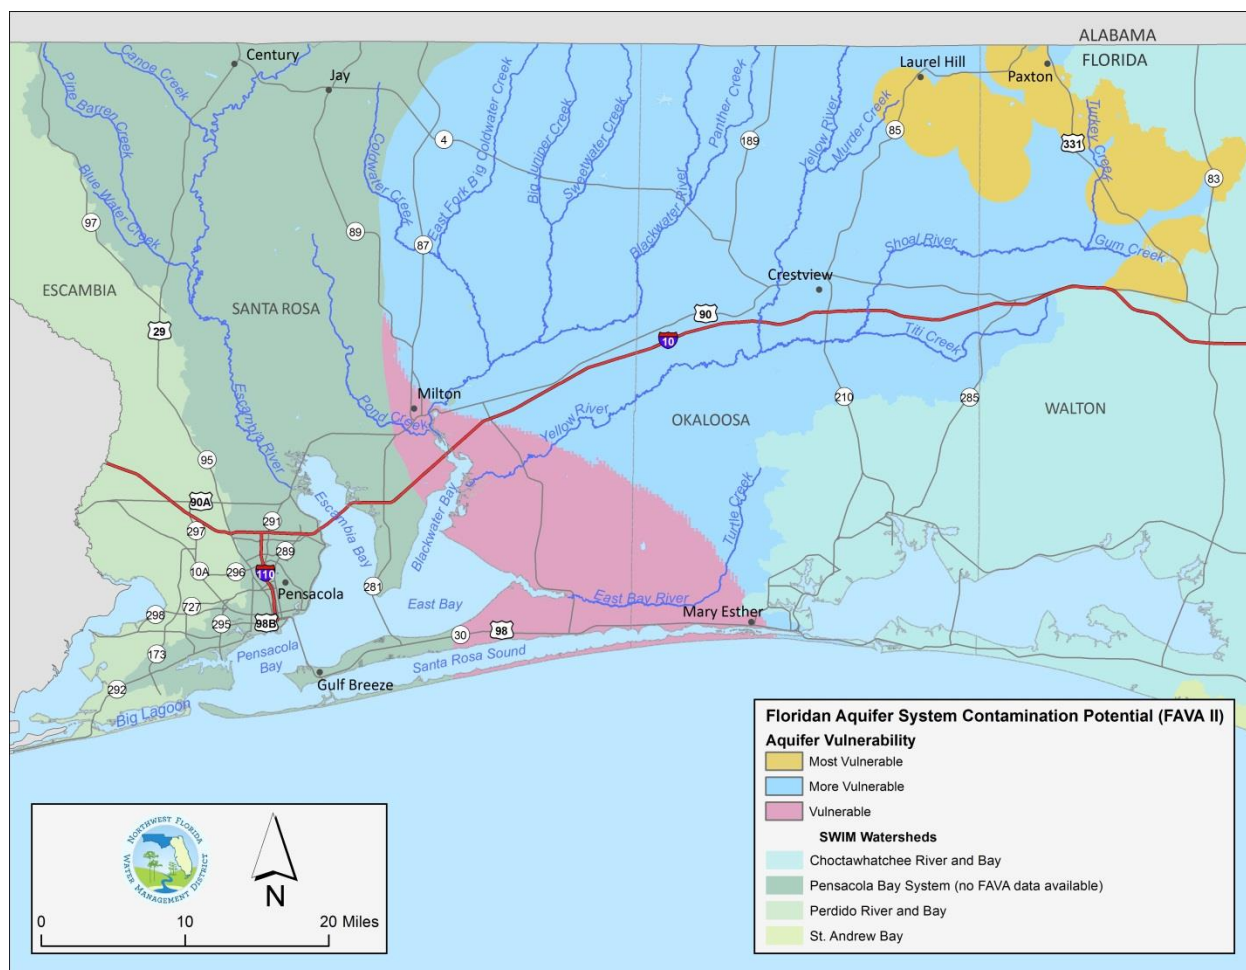 ALABAMA
FLORIDA
Century
Jay
Laurel Hill
Paxton
Canoe Creek
Pine Barren Creek
Blue Water Creek
Coldwater Creek
East Fork Big Coldwater Creek
Big Juniper Creek
Sweetwater Creek
Blackwater River
Panther Creek
Yellow River
Murder Creek
Turkey Creek
4
189
85
331
83
97
89
87
Shoal River
Gum Creek
Crestview
ESCAMBIA
SANTA ROSA
29
90
10
Titi Creek
Milton
Pond Creek
Escambia River
Yellow River
OKALOOSA
210
285
WALTON
95
90A
297
291
289
10A
296
110
Pensacola
Escambia Bay
Blackwater Bay
Turtle Creek
281
East Bay
East Bay River
Mary Esther
298
727
295
98B
30
98
173
Pensacola
Bay
Santa Rosa Sound
292
Gulf Breeze
Big Lagoon
Floridan Aquifer System Contamination Potential (FAVA II)
Aquifer Vulnerability
Most Vulnerable
More Vulnerable
Vulnerable
SWIM Watersheds
Choctawhatchee River and Bay
Pensacola Bay System (no FAVA data available)
Perdido River and Bay
St. Andrew Bay
NORTHWEST FLORIDA
WATER MANAGEMENT DISTRICT
N
0 10 20 Miles